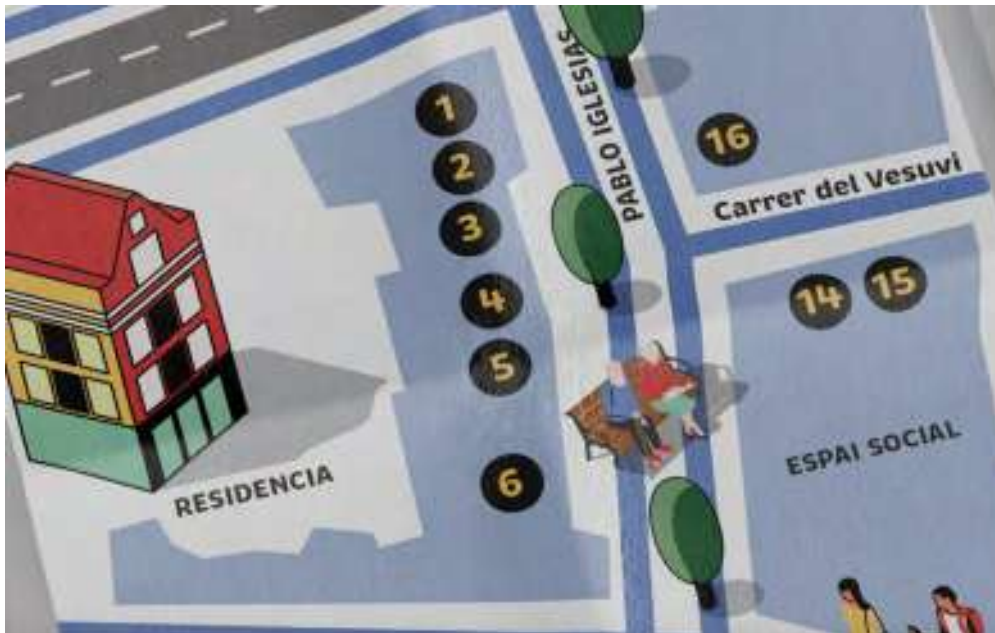 1
2
3
4
5
6
RESIDENCIA
PABLO IGLESIAS
16
Carrer del Vesuvi
14
15
ESPAI SOCIAL